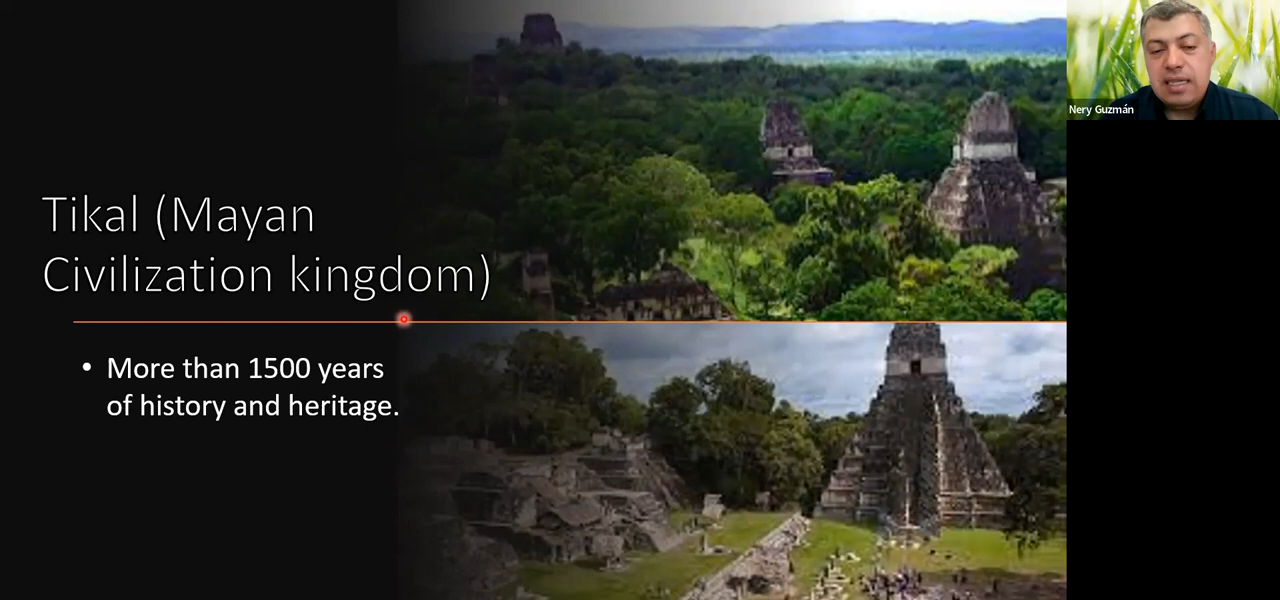 Tikal (Mayan
Civilization kingdom)
• More than 1500 years
of history and heritage.
Nery Guzmán